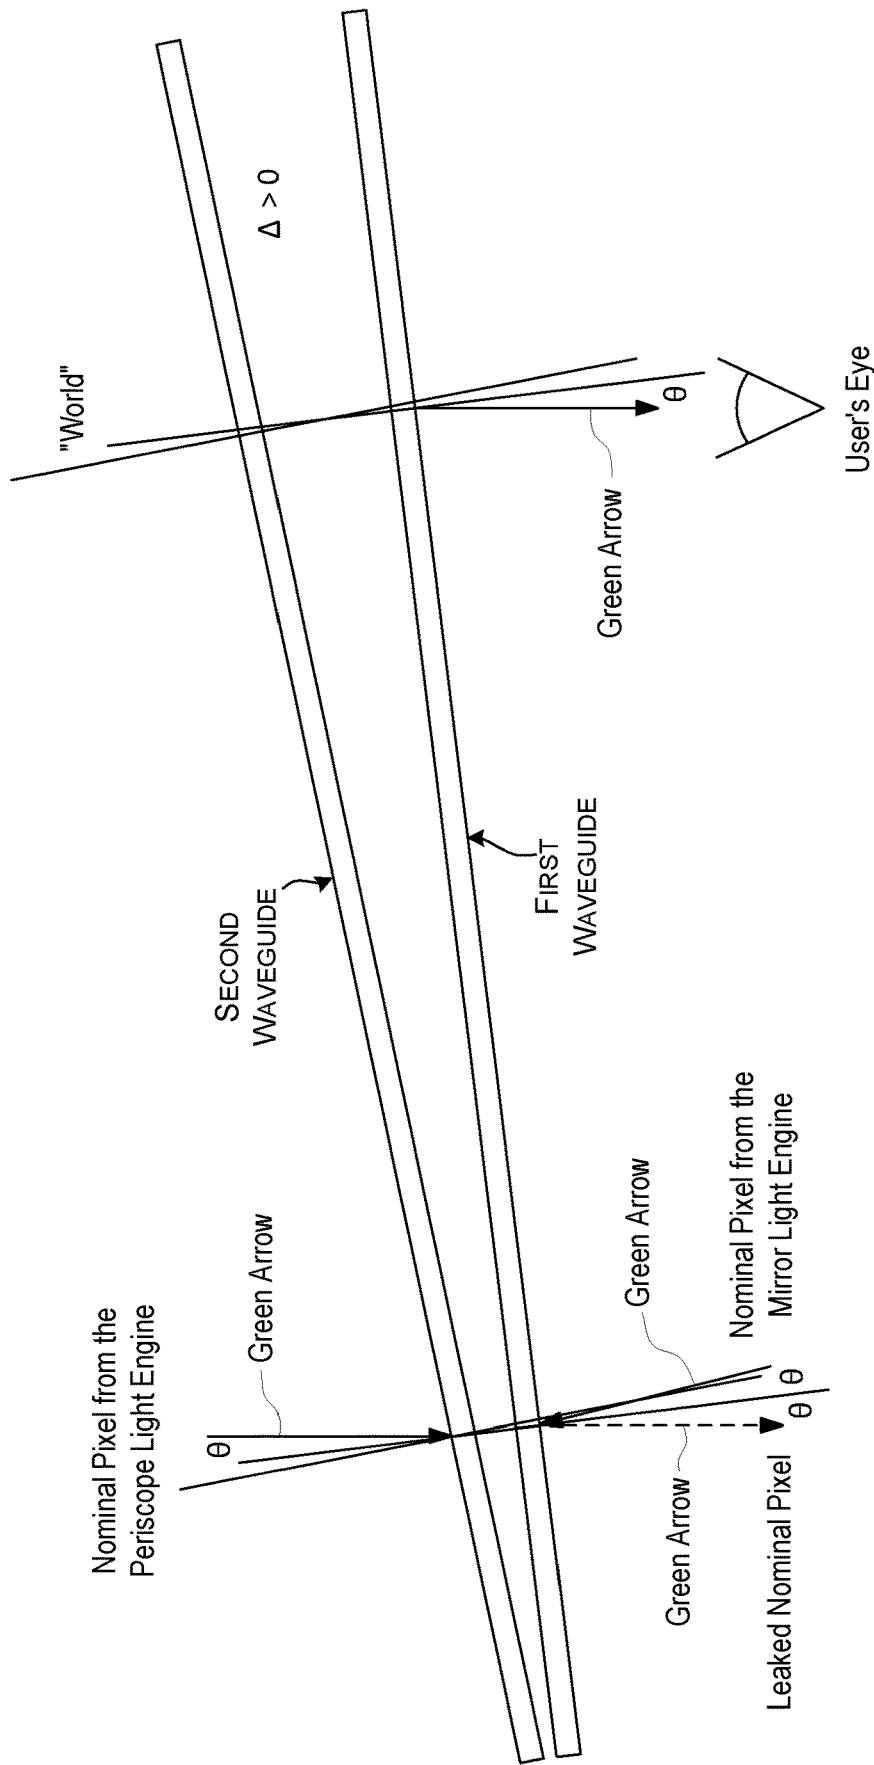 Nominal Pixel from the
Periscope Light Engine
θ
Green Arrow
SECOND
WAVEGUIDE
"World"
Δ > 0
FIRST
WAVEGUIDE
Green Arrow
θ
User's Eye
Green Arrow
Nominal Pixel from the
Mirror Light Engine
θ
θ
Green Arrow
Leaked Nominal Pixel